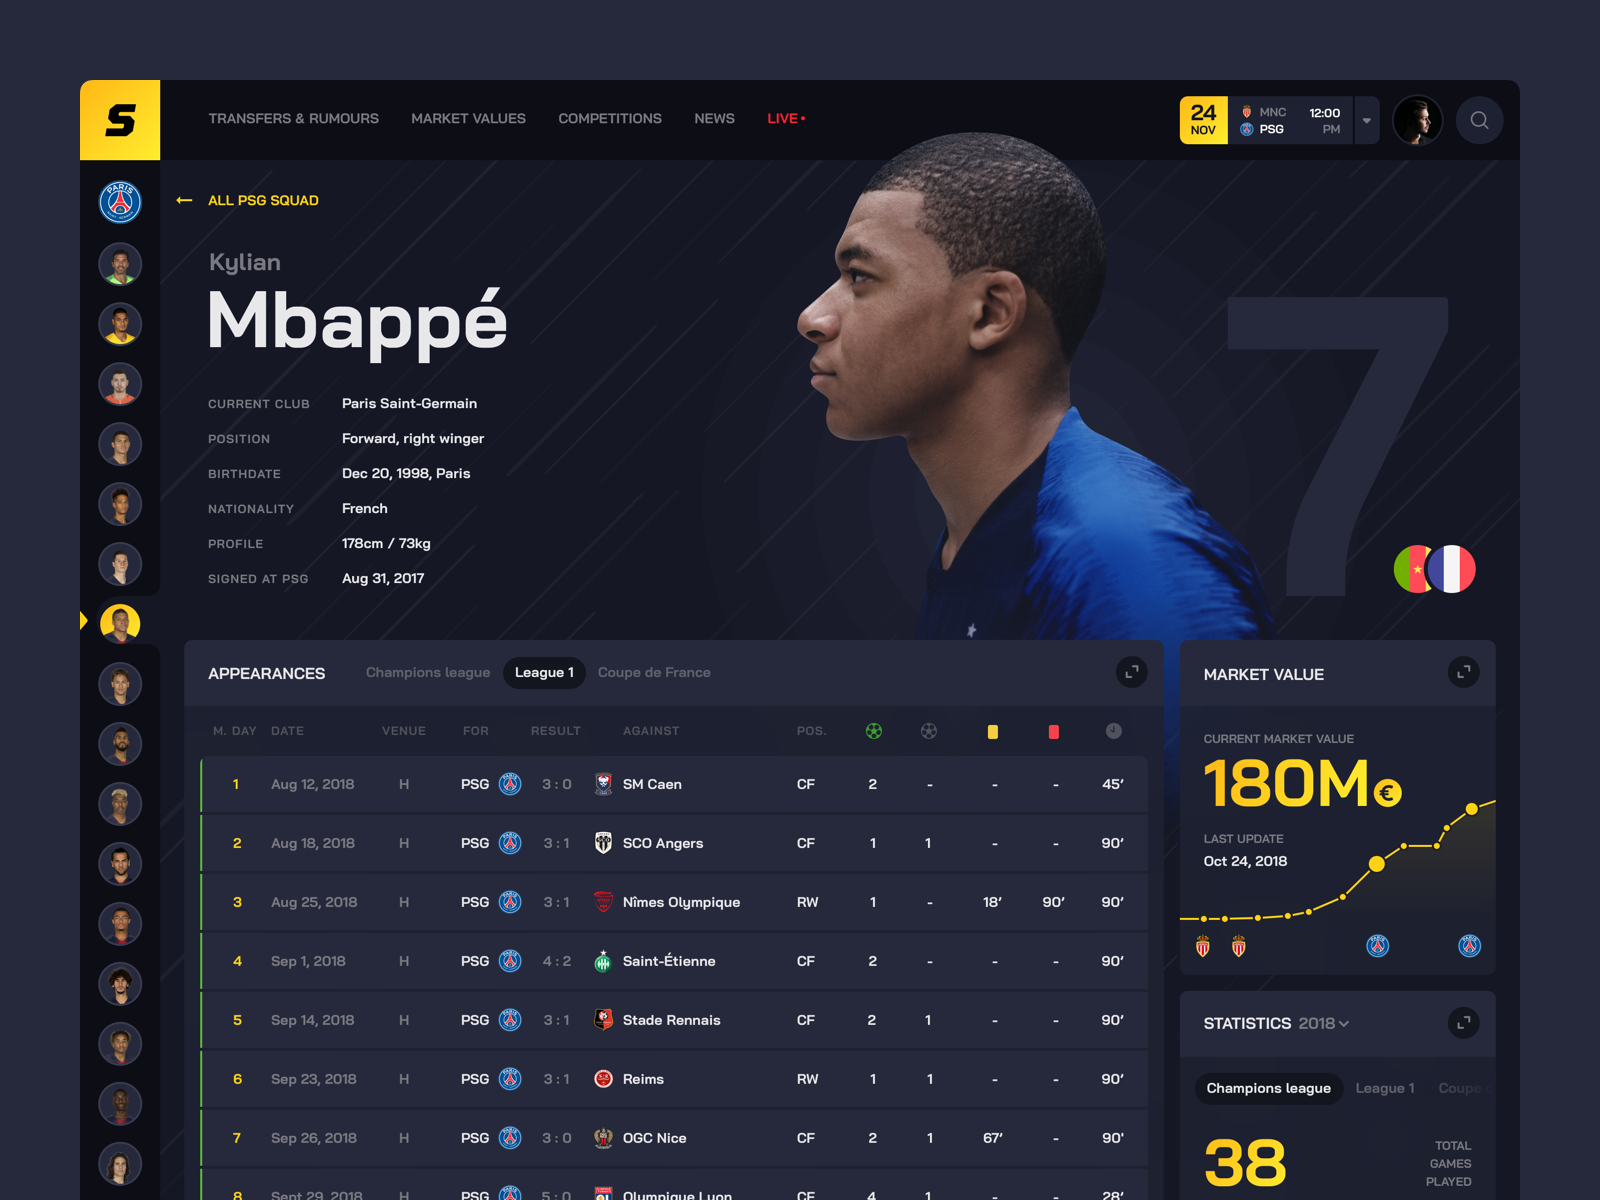 S
TRANSFERS & RUMOURS MARKET VALUES COMPETITIONS NEWS LIVE
24 NOV
MNC 12:00
PSG PM
PARIS
ALL PSG SQUAD
Kylian
Mbappé
7
CURRENT CLUB Paris Saint-Germain
POSITION Forward, right winger
BIRTHDATE Dec 20, 1998, Paris
NATIONALITY French
PROFILE 178cm / 73kg
SIGNED AT PSG Aug 31, 2017
APPEARANCES Champions league League 1 Coupe de France
M. DAY DATE VENUE FOR RESULT AGAINST POS.
1 Aug 12, 2018 H PSG 3 : 0 SM Caen CF 2 - - - 45′
2 Aug 18, 2018 H PSG 3 : 1 SCO Angers CF 1 1 - - 90′
3 Aug 25, 2018 H PSG 3 : 1 Nîmes Olympique RW 1 - 18′ 90′ 90′
4 Sep 1, 2018 H PSG 4 : 2 Saint-Étienne CF 2 - - - 90′
5 Sep 14, 2018 H PSG 3 : 1 Stade Rennais CF 2 1 - - 90′
6 Sep 23, 2018 H PSG 3 : 1 Reims RW 1 1 - - 90′
7 Sep 26, 2018 H PSG 3 : 0 OGC Nice CF 2 1 67′ - 90'
8 Sept 29, 2018 H PSG 5 : 0 Olympique Lyon CF 4 1 - - 28′
MARKET VALUE
CURRENT MARKET VALUE
180M€
LAST UPDATE
Oct 24, 2018
STATISTICS 2018
Champions league League 1 Coupe
38
TOTAL
GAMES
PLAYED